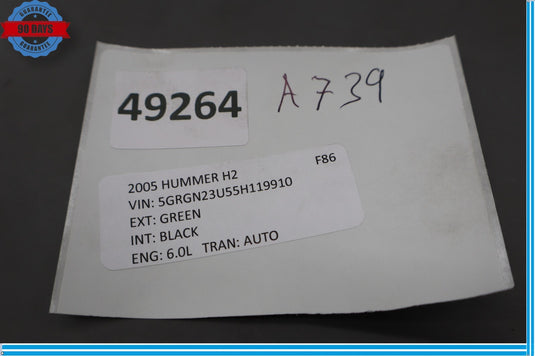 GUARANTEE
90 DAYS
GUARANTEE
49264
A739
2005 HUMMER H2 F86
VIN: 5GRGN23U55H119910
EXT: GREEN
INT: BLACK
ENG: 6.0L TRAN: AUTO